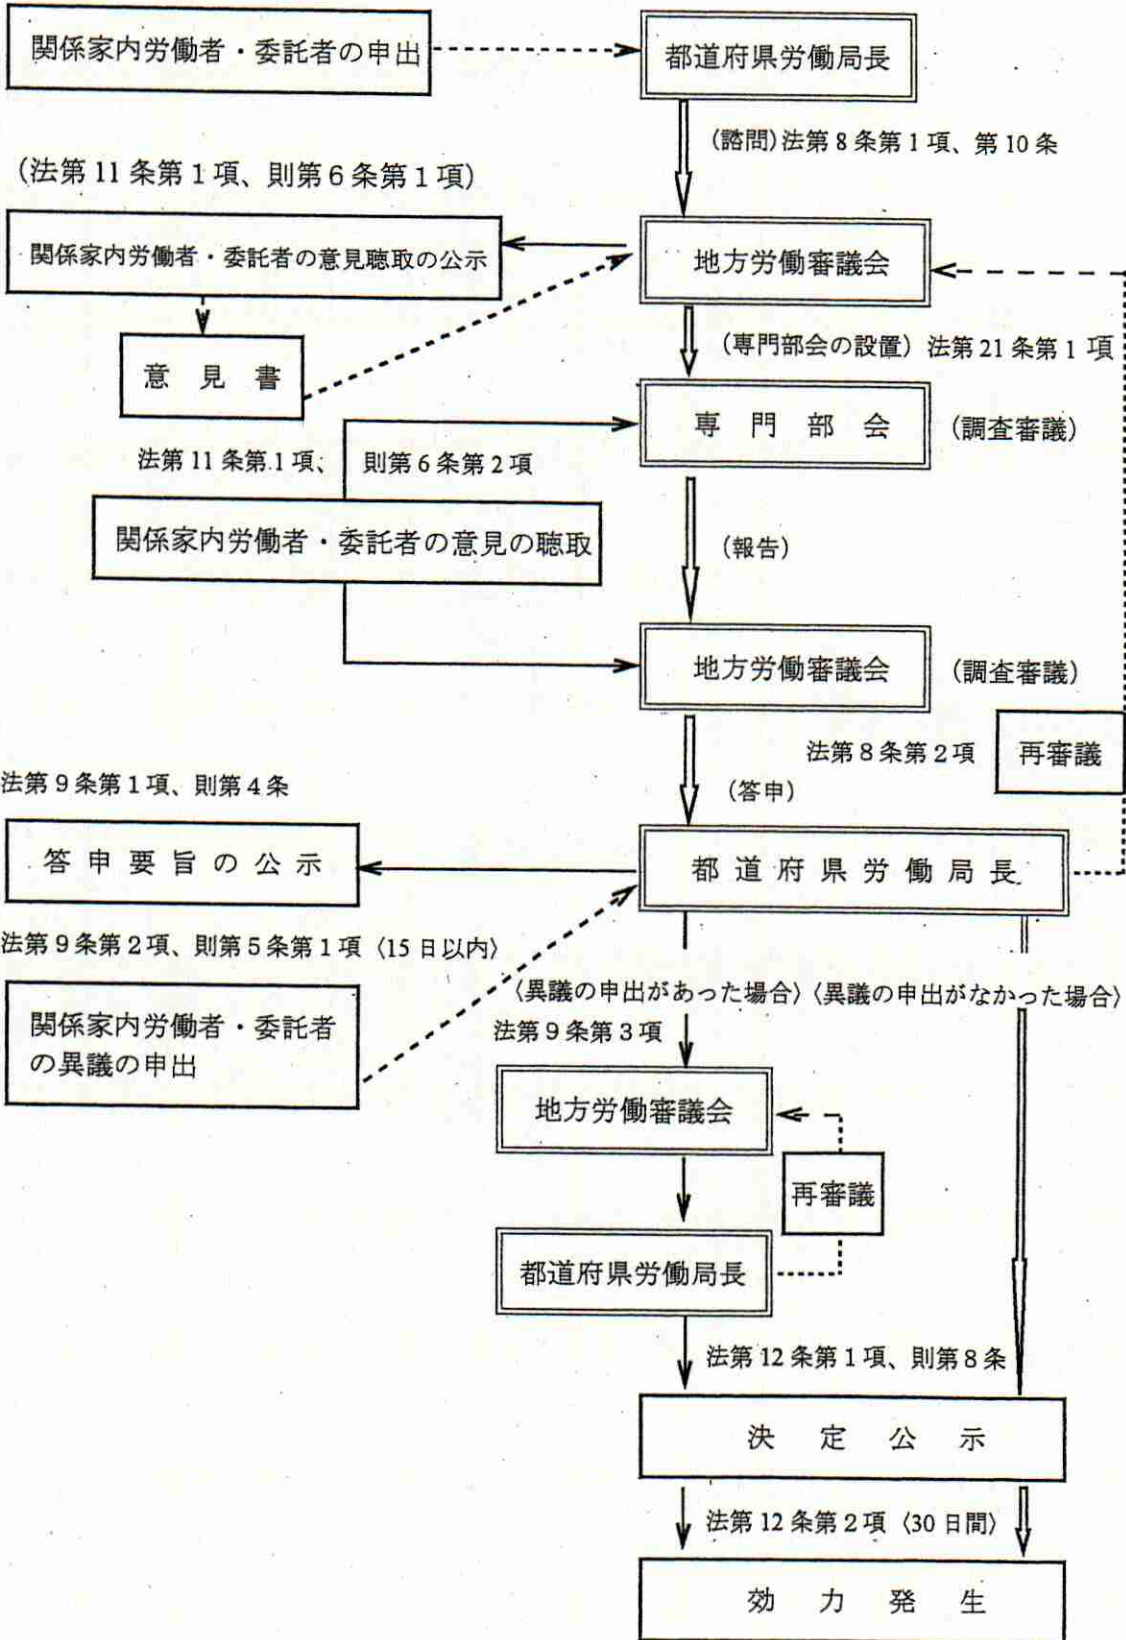 関係家内労働者・委託者の申出
都道府県労働局長
(諮問)法第8条第1項、第10条
(法第11条第1項、則第6条第1項)
関係家内労働者・委託者の意見聴取の公示
地方労働審議会
(専門部会の設置)法第21条第1項
意見書
専門部会
(調査審議)
法第11条第1項、則第6条第2項
関係家内労働者・委託者の意見の聴取
(報告)
地方労働審議会
(調査審議)
法第8条第2項
再審議
(答申)
法第9条第1項、則第4条
答申要旨の公示
都道府県労働局長
法第9条第2項、則第5条第1項〈15日以内〉
〈異議の申出があった場合〉〈異議の申出がなかった場合〉
関係家内労働者・委託者
の異議の申出
法第9条第3項
地方労働審議会
再審議
都道府県労働局長
法第12条第1項、則第8条
決定公示
法第12条第2項〈30日間〉
効力発生